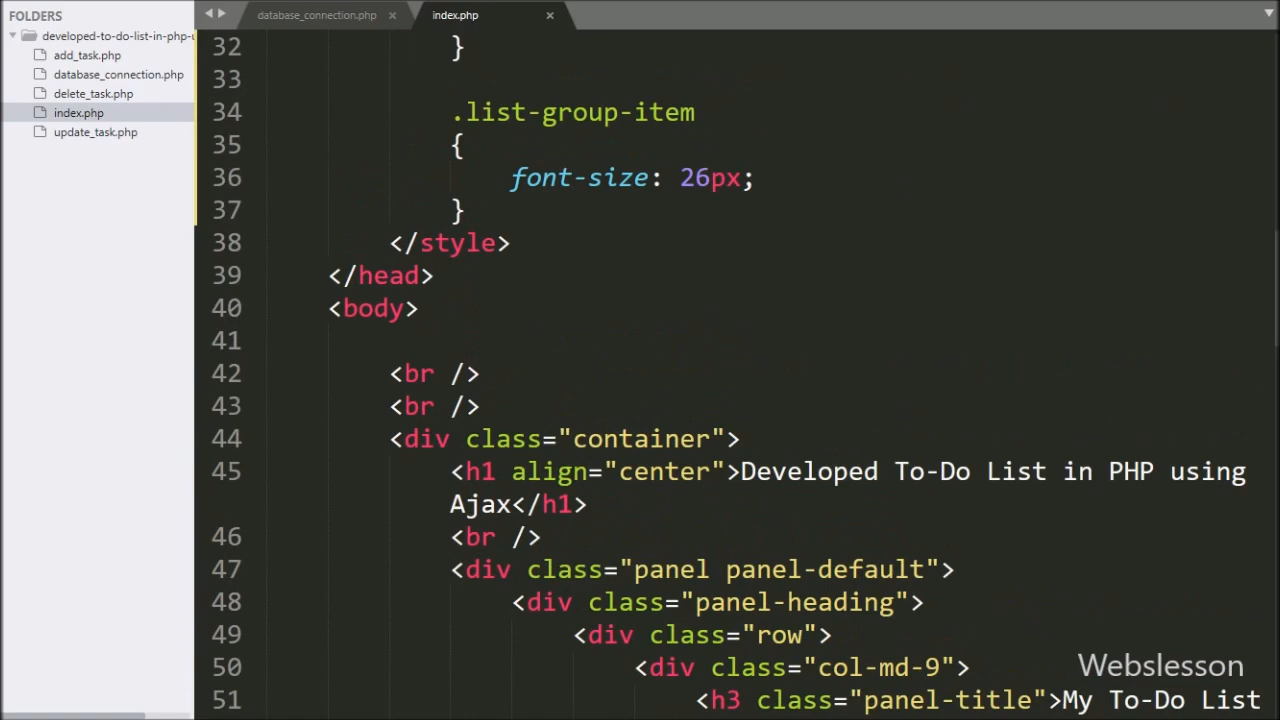 FOLDERS
developed-to-do-list-in-php-u
add_task.php
database_connection.php
delete_task.php
index.php
update_task.php
database_connection.php ×
index.php ×
32 }
33
34 .list-group-item
35 {
36 font-size: 26px;
37 }
38 </style>
39 </head>
40 <body>
41
42 <br />
43 <br />
44 <div class="container">
45 <h1 align="center">Developed To-Do List in PHP using
Ajax</h1>
46 <br />
47 <div class="panel panel-default">
48 <div class="panel-heading">
49 <div class="row">
50 <div class="col-md-9">
51 <h3 class="panel-title">My To-Do List
Webslesson